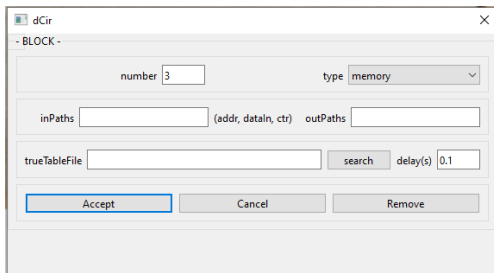 dCir
- BLOCK -
number 3 type memory
inPaths (addr, dataIn, ctr) outPaths
trueTableFile search delay(s) 0.1
Accept Cancel Remove